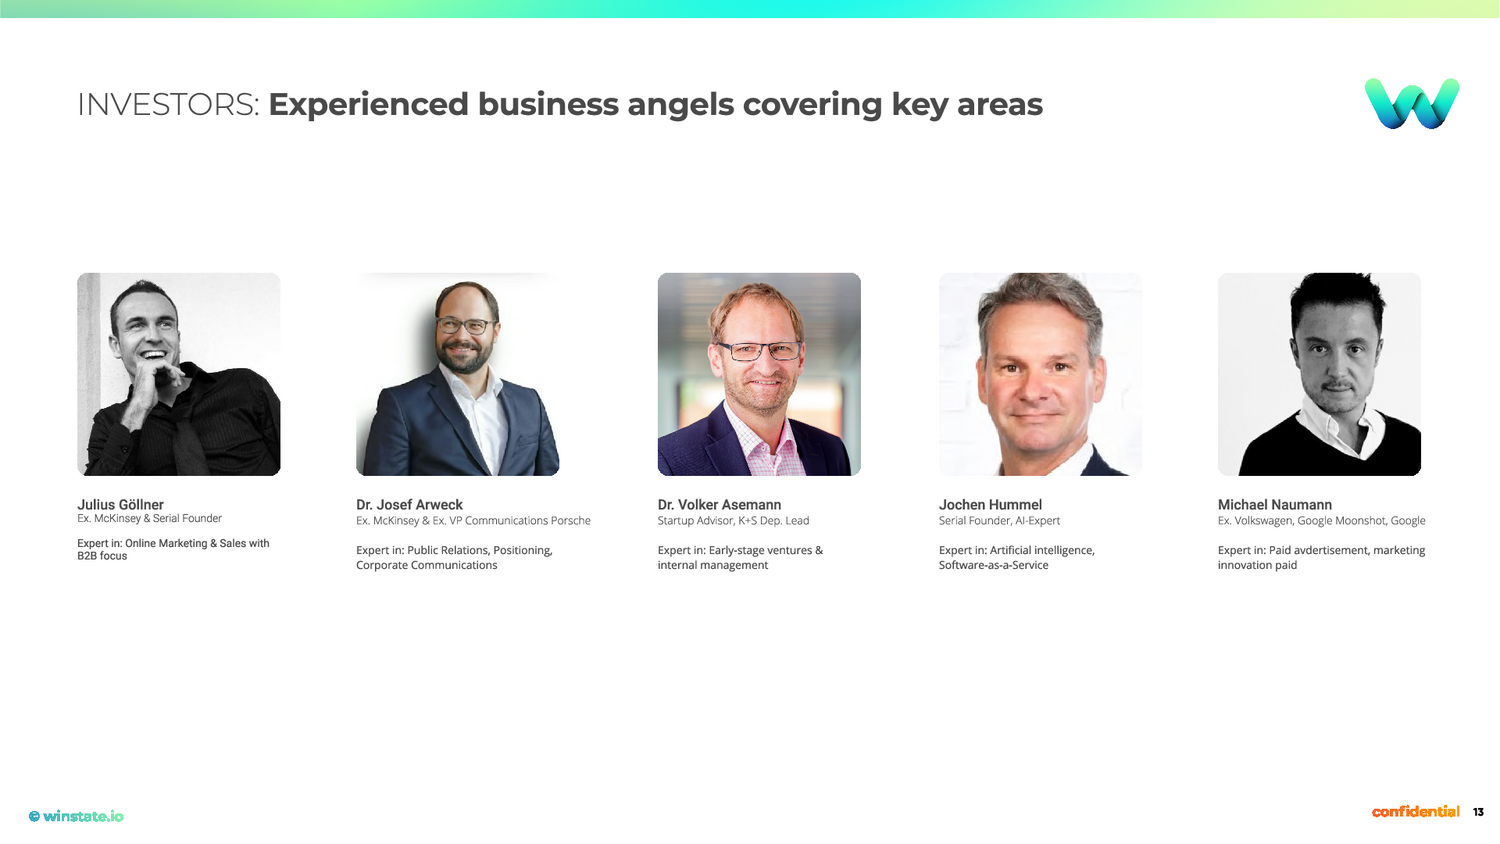 INVESTORS: Experienced business angels covering key areas
Julius Göllner
Ex. McKinsey & Serial Founder
Expert in: Online Marketing & Sales with
B2B focus
Dr. Josef Arweck
Ex. McKinsey & Ex. VP Communications Porsche
Expert in: Public Relations, Positioning,
Corporate Communications
Dr. Volker Asemann
Startup Advisor, K+S Dep. Lead
Expert in: Early-stage ventures &
internal management
Jochen Hummel
Serial Founder, AI-Expert
Expert in: Artificial intelligence,
Software-as-a-Service
Michael Naumann
Ex. Volkswagen, Google Moonshot, Google
Expert in: Paid avdertisement, marketing
innovation paid
© winstate.io
confidential 13